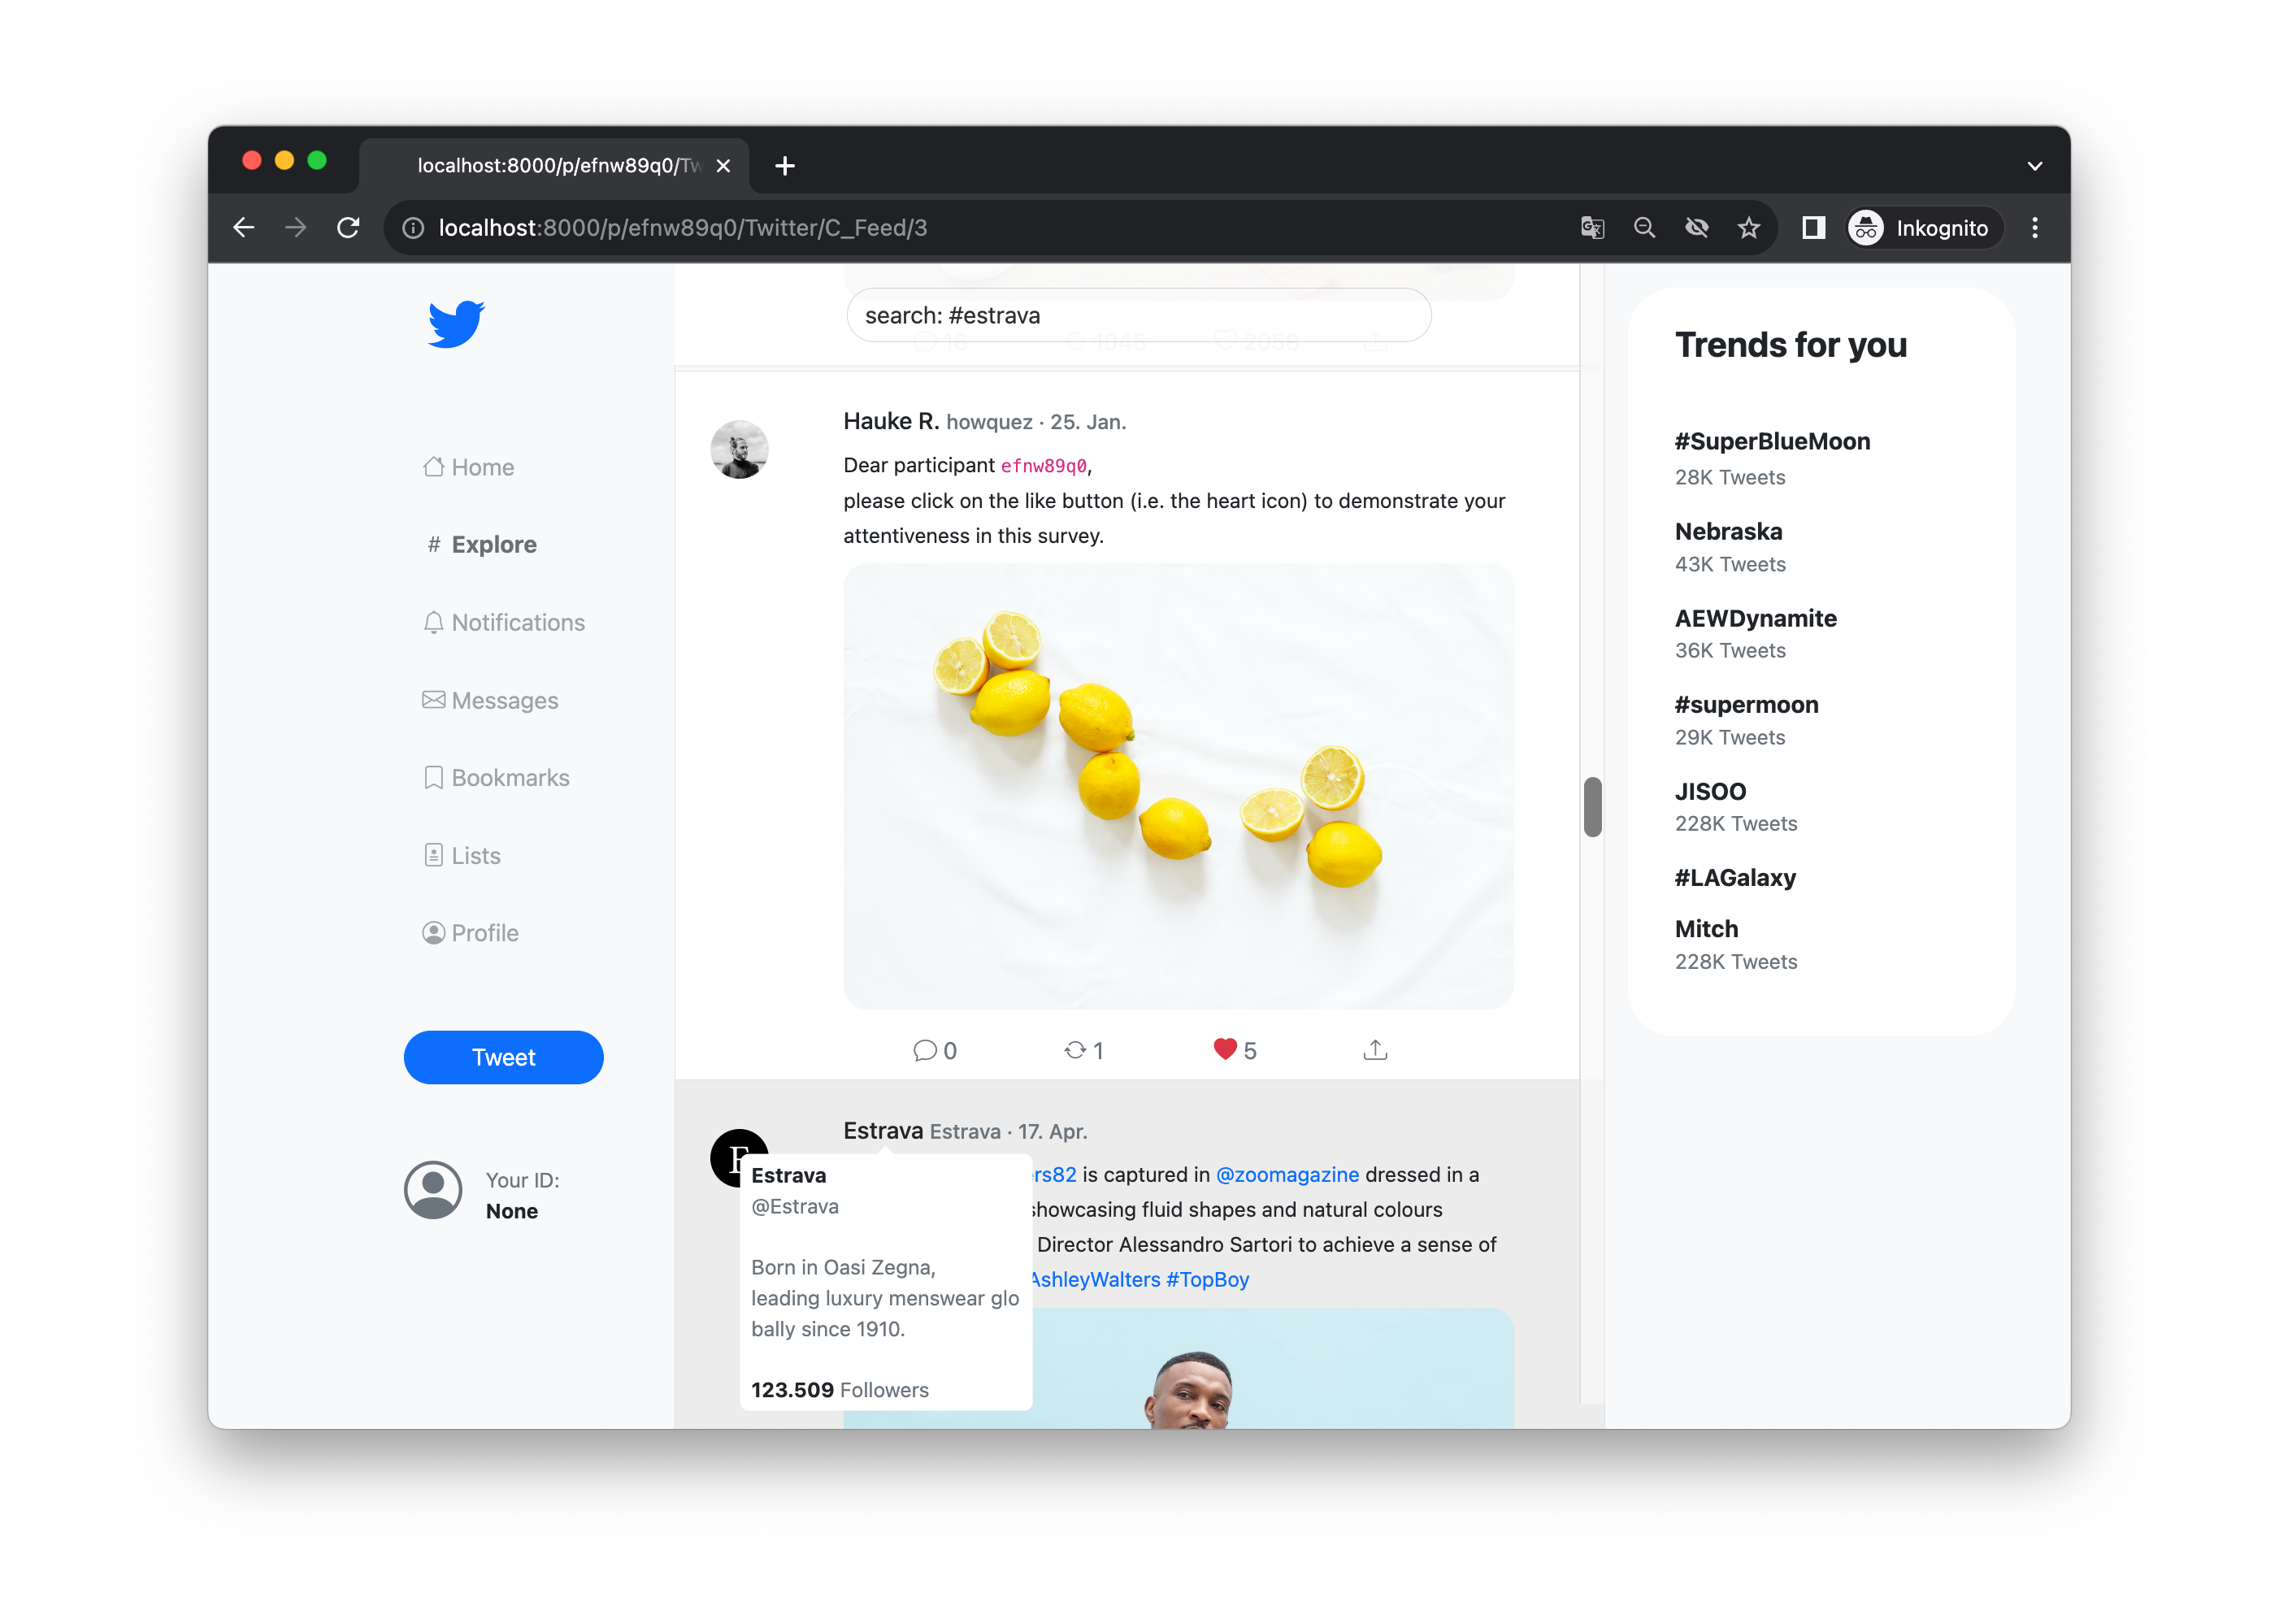 localhost:8000/p/efnw89q0/Tw
localhost:8000/p/efnw89q0/Twitter/C_Feed/3
Inkognito
search: #estrava
16 1045 2058
Home
# Explore
Notifications
Messages
Bookmarks
Lists
Profile
Tweet
Your ID:
None
Hauke R. howquez · 25. Jan.
Dear participant efnw89q0,
please click on the like button (i.e. the heart icon) to demonstrate your
attentiveness in this survey.
0 1 5
Estrava Estrava · 17. Apr.
rs82 is captured in @zoomagazine dressed in a
showcasing fluid shapes and natural colours
Director Alessandro Sartori to achieve a sense of
AshleyWalters #TopBoy
E
Estrava
@Estrava
Born in Oasi Zegna,
leading luxury menswear glo
bally since 1910.
123.509 Followers
Trends for you
#SuperBlueMoon
28K Tweets
Nebraska
43K Tweets
AEWDynamite
36K Tweets
#supermoon
29K Tweets
JISOO
228K Tweets
#LAGalaxy
Mitch
228K Tweets